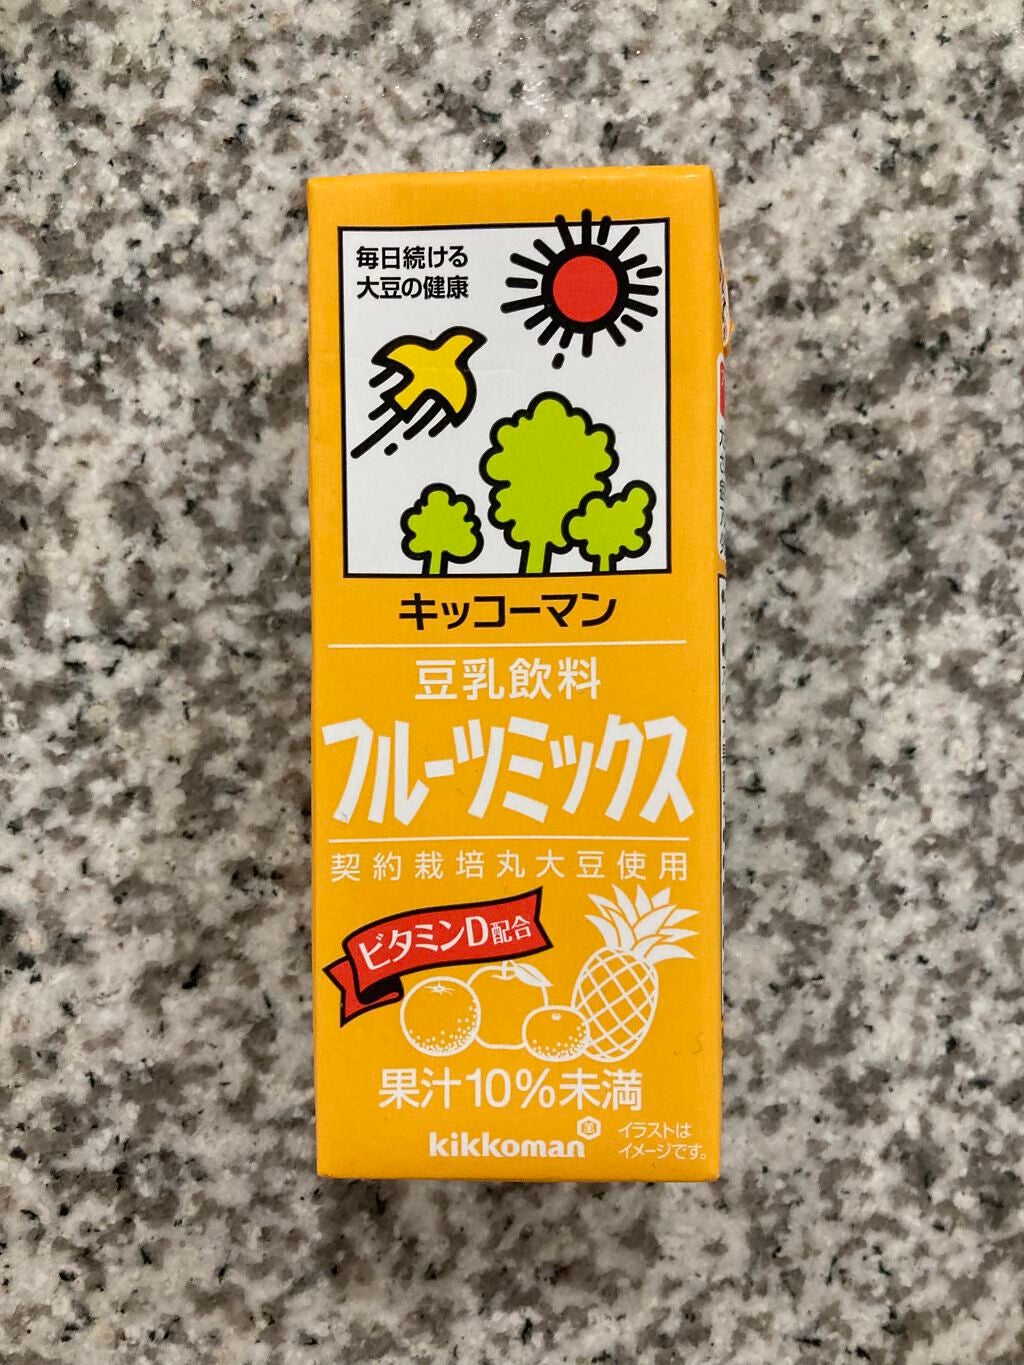 毎日続ける
大豆の健康
キッコーマン
豆乳飲料
フルーツミックス
契約栽培丸大豆使用
ビタミンD配合
果汁10%未満
kikkoman
イラストは
イメージです。